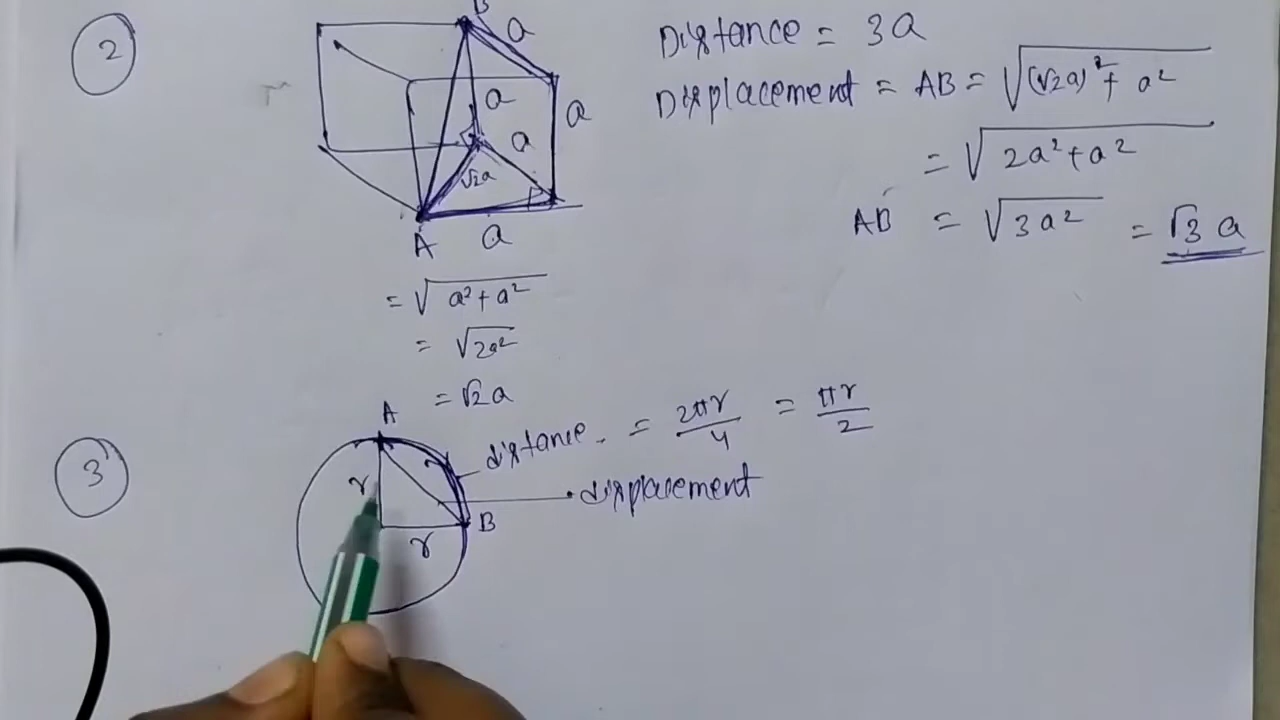 2
B
a
a
a
a
√2a
A
a
= √a²+a²
= √2a²
= √2a
Distance = 3a
Displacement = AB = √(√2a)² + a²
= √2a²+a²
AB = √3a² = √3 a
3
A
r
r
B
distance = 2πr/4 = πr/2
displacement